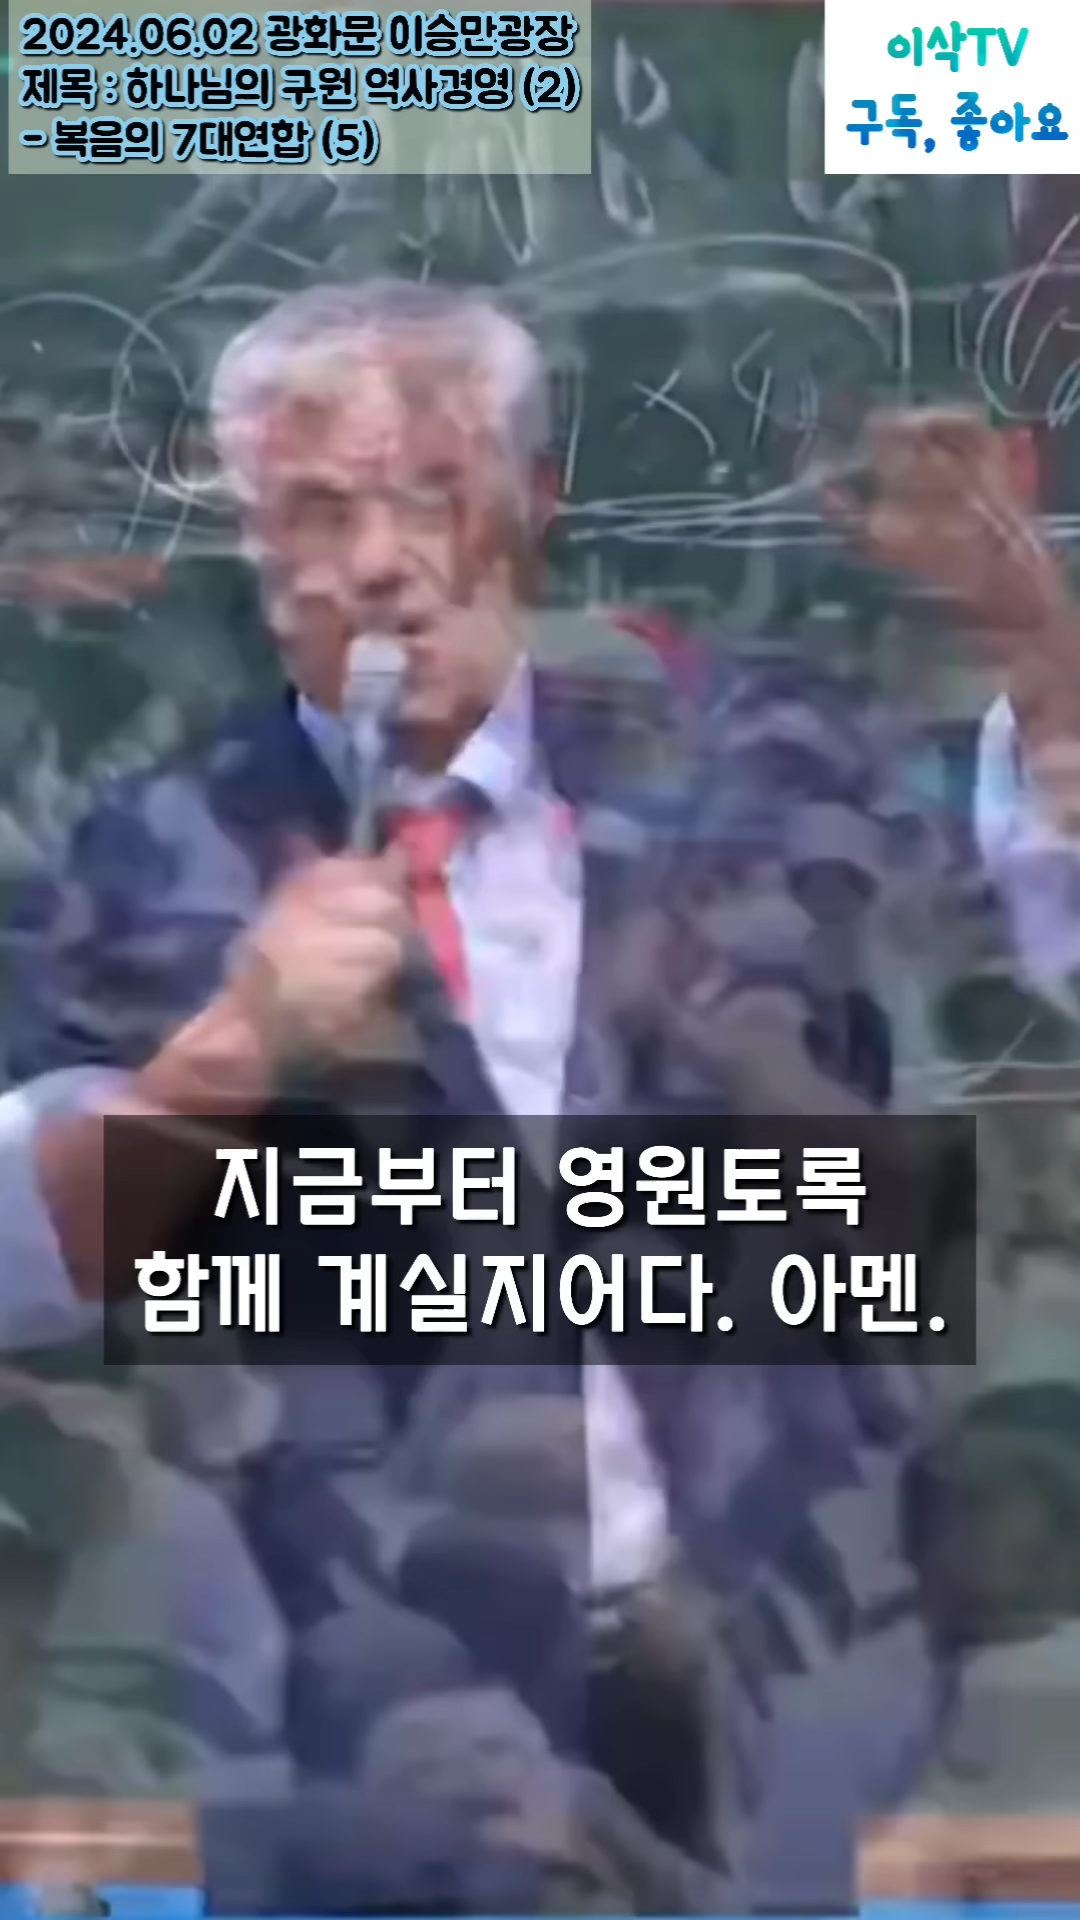 2024.06.02 광화문 이승만광장
제목 : 하나님의 구원 역사경영 (2)
- 복음의 7대연합 (5)
이삭TV
구독, 좋아요
지금부터 영원토록
함께 계실지어다. 아멘.